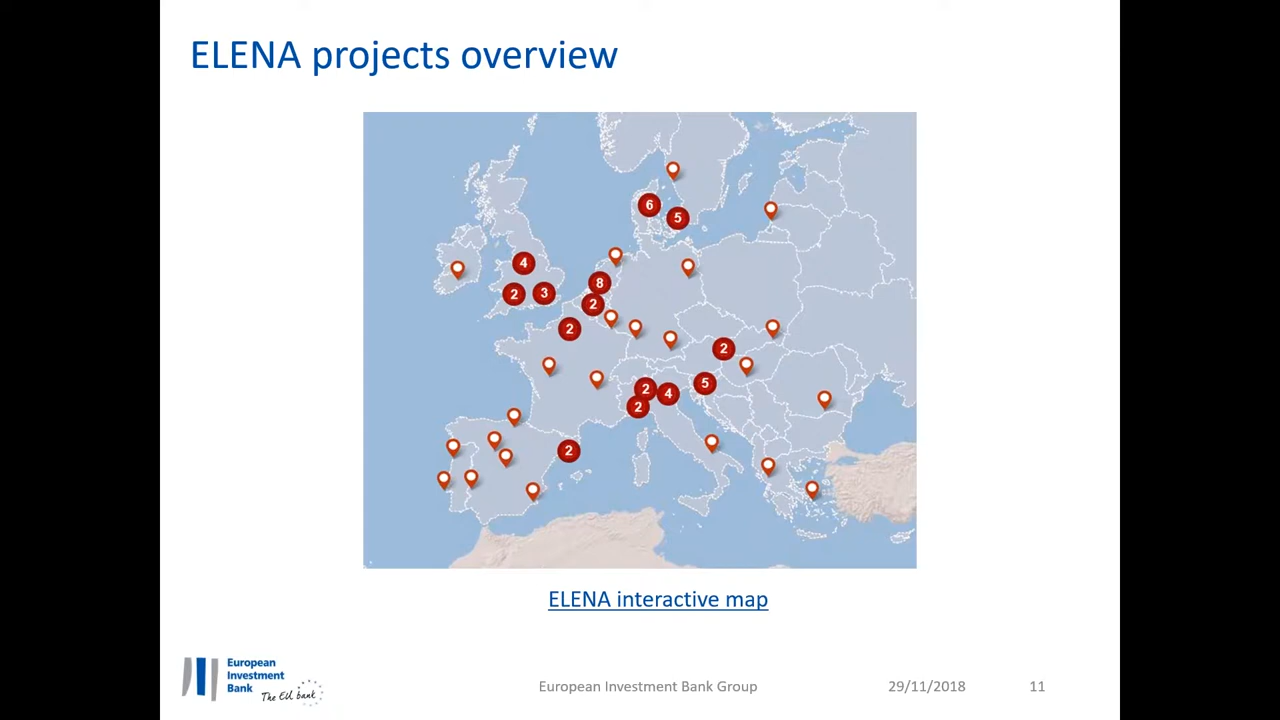 ELENA projects overview
6
5
4
8
2
3
2
2
2
5
2
4
2
2
ELENA interactive map
European
Investment
Bank
The EU bank
European Investment Bank Group
29/11/2018
11